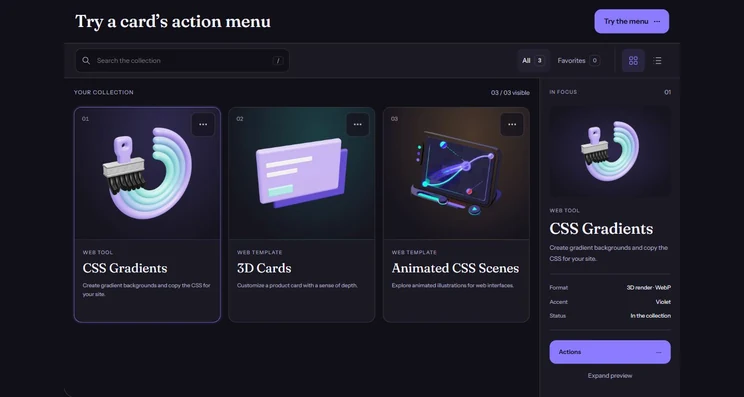 Try a card’s action menu
Try the menu ···
Search the collection
/
All 3
Favorites 0
YOUR COLLECTION
03 / 03 visible
01
···
WEB TOOL
CSS Gradients
Create gradient backgrounds and copy the CSS for
your site.
02
···
WEB TEMPLATE
3D Cards
Customize a product card with a sense of depth.
03
···
WEB TEMPLATE
Animated CSS Scenes
Explore animated illustrations for web interfaces.
IN FOCUS
01
WEB TOOL
CSS Gradients
Create gradient backgrounds and copy the
CSS for your site.
Format 3D render · WebP
Accent Violet
Status In the collection
Actions ···
Expand preview